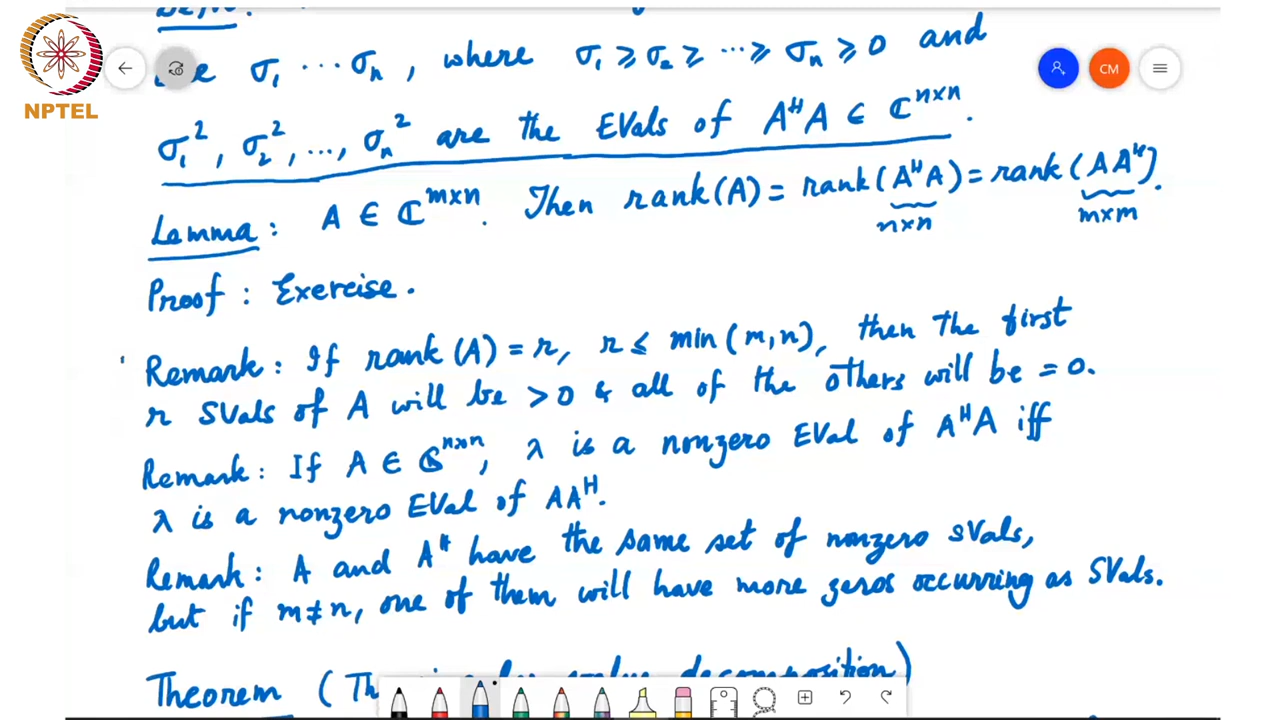 NPTEL
CM
σ₁ ··· σₙ, where σ₁ ⩾ σ₂ ⩾ ··· ⩾ σₙ ⩾ 0 and
σ₁², σ₂², ..., σₙ² are the EVals of AᴴA ∈ ℂⁿˣⁿ.
Lemma : A ∈ ℂᵐˣⁿ. Then rank(A) = rank(AᴴA) = rank(AAᴴ).
n×n m×m
Proof : Exercise.
Remark : If rank(A) = r, r ≤ min(m,n), then the first
r SVals of A will be > 0 & all of the others will be = 0.
Remark : If A ∈ ℂⁿˣⁿ, λ is a nonzero EVal of AᴴA iff
λ is a nonzero EVal of AAᴴ.
Remark : A and Aᴴ have the same set of nonzero sVals,
but if m≠n, one of them will have more zeros occurring as SVals.
Theorem ( decomposition)